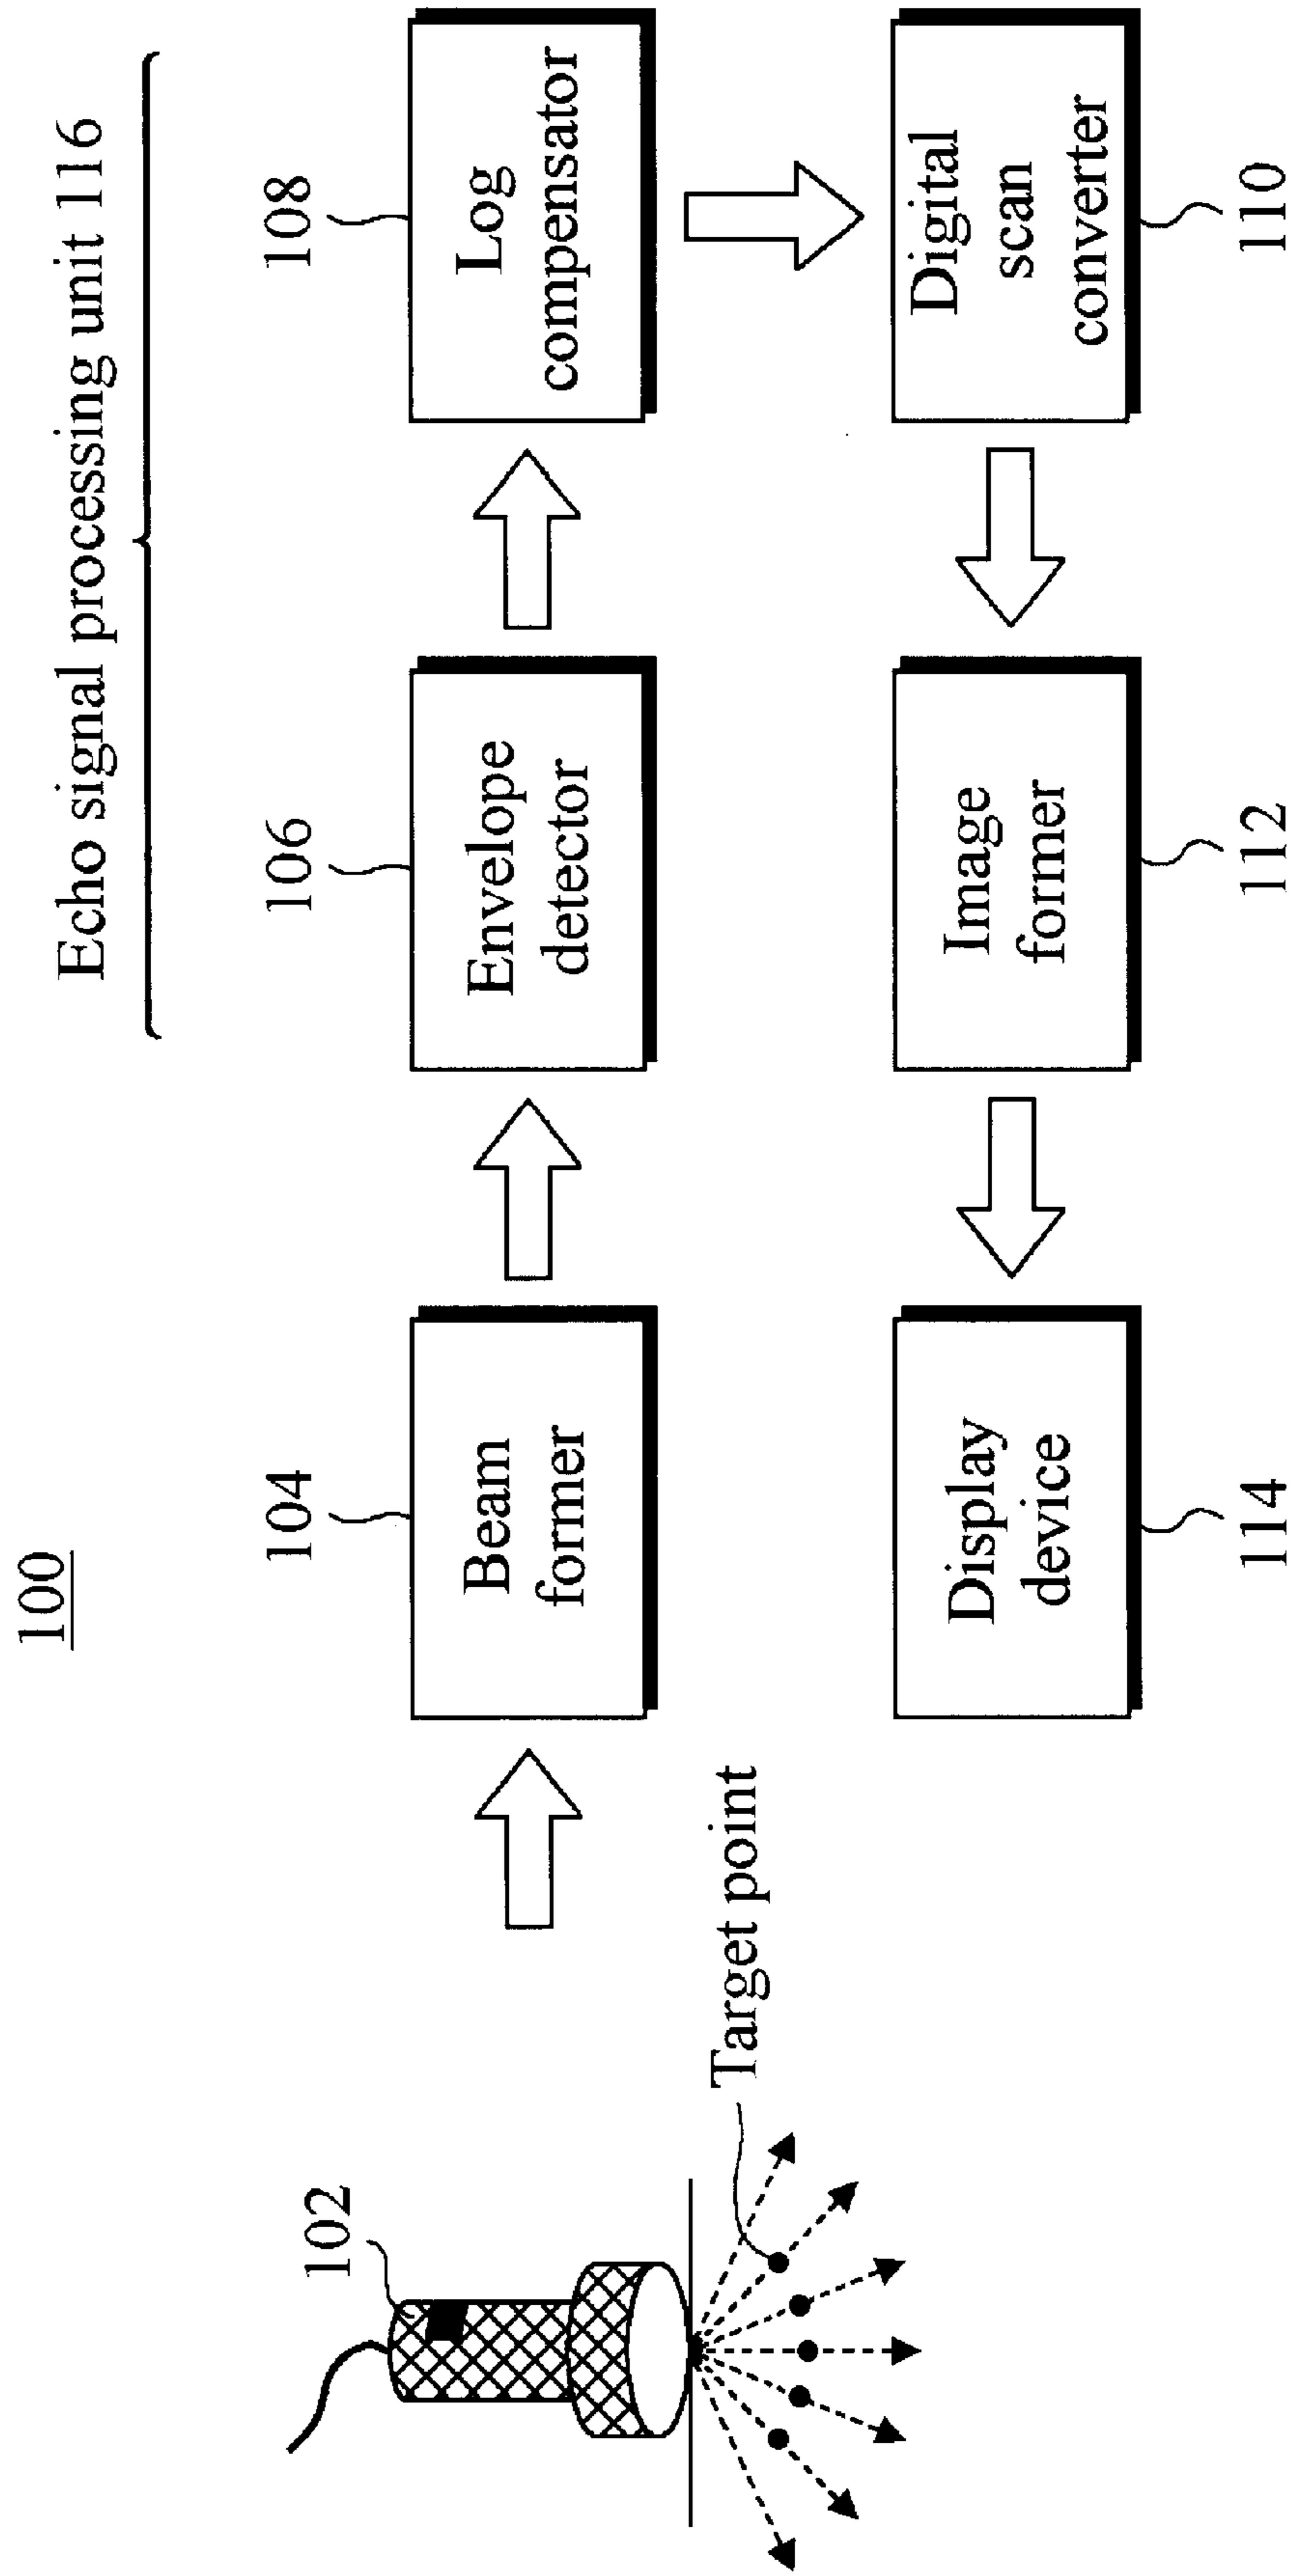 100
Echo signal processing unit 116
102
104
106
108
Beam
former
Envelope
detector
Log
compensator
Target point
Display
device
Image
former
Digital
scan
converter
114
112
110